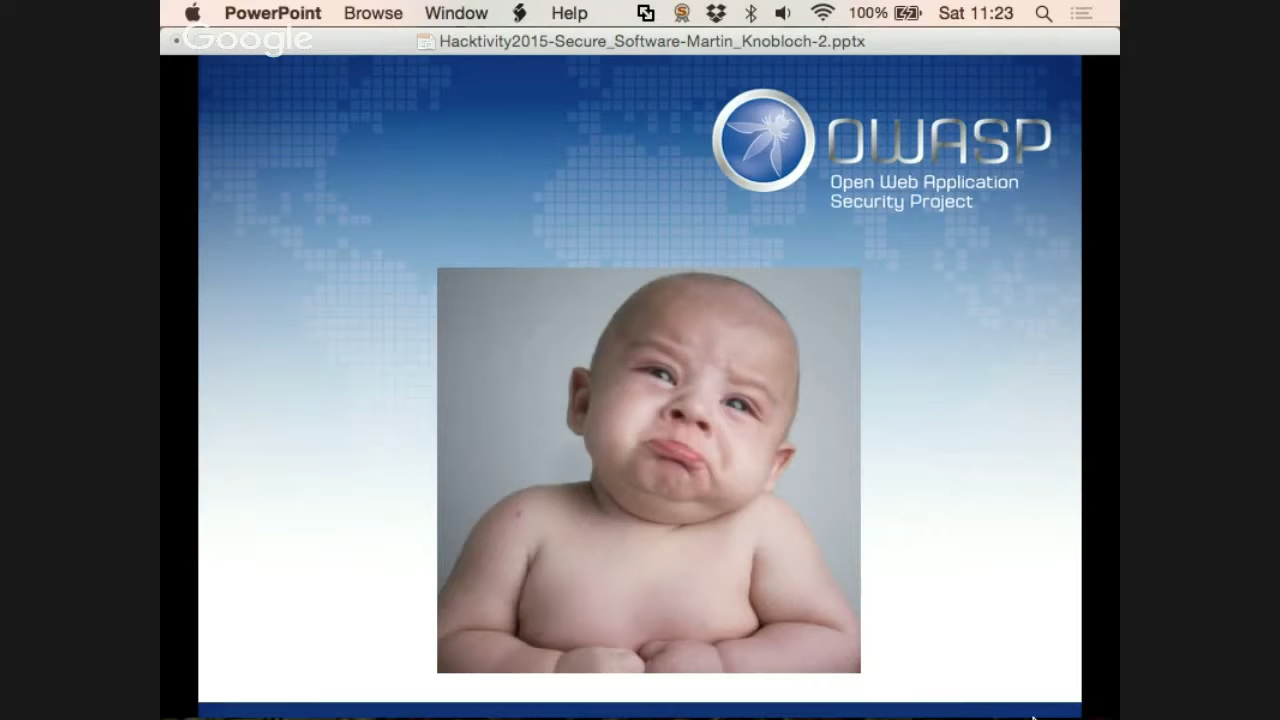 PowerPoint Browse Window Help 100% Sat 11:23
Google
Hacktivity2015-Secure_Software-Martin_Knobloch-2.pptx
OWASP
Open Web Application
Security Project